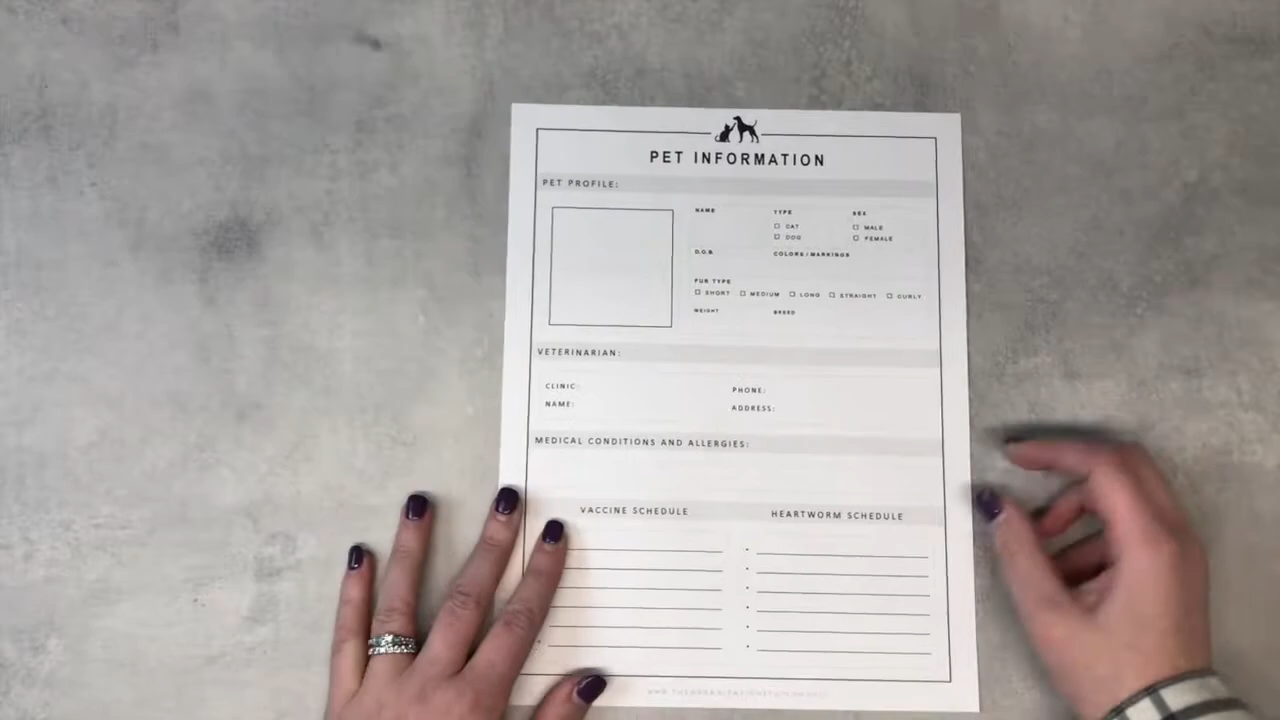 PET INFORMATION
PET PROFILE:
NAME TYPE SEX
☐ CAT ☐ MALE
☐ DOG ☐ FEMALE
D.O.B. COLORS / MARKINGS
FUR TYPE
☐ SHORT ☐ MEDIUM ☐ LONG ☐ STRAIGHT ☐ CURLY
WEIGHT BREED
VETERINARIAN:
CLINIC: PHONE:
NAME: ADDRESS:
MEDICAL CONDITIONS AND ALLERGIES:
VACCINE SCHEDULE HEARTWORM SCHEDULE